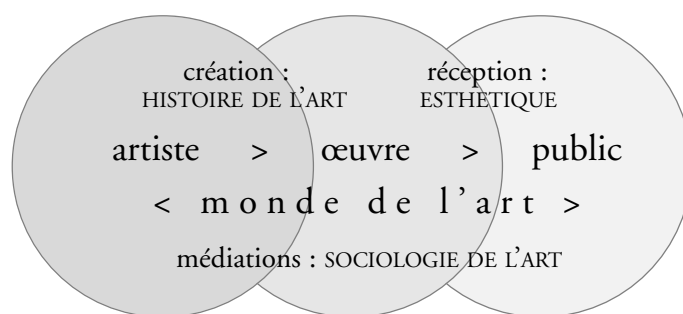 création : réception :
HISTOIRE DE L'ART ESTHÉTIQUE
artiste > œuvre > public
< monde de l'art >
médiations : SOCIOLOGIE DE L'ART